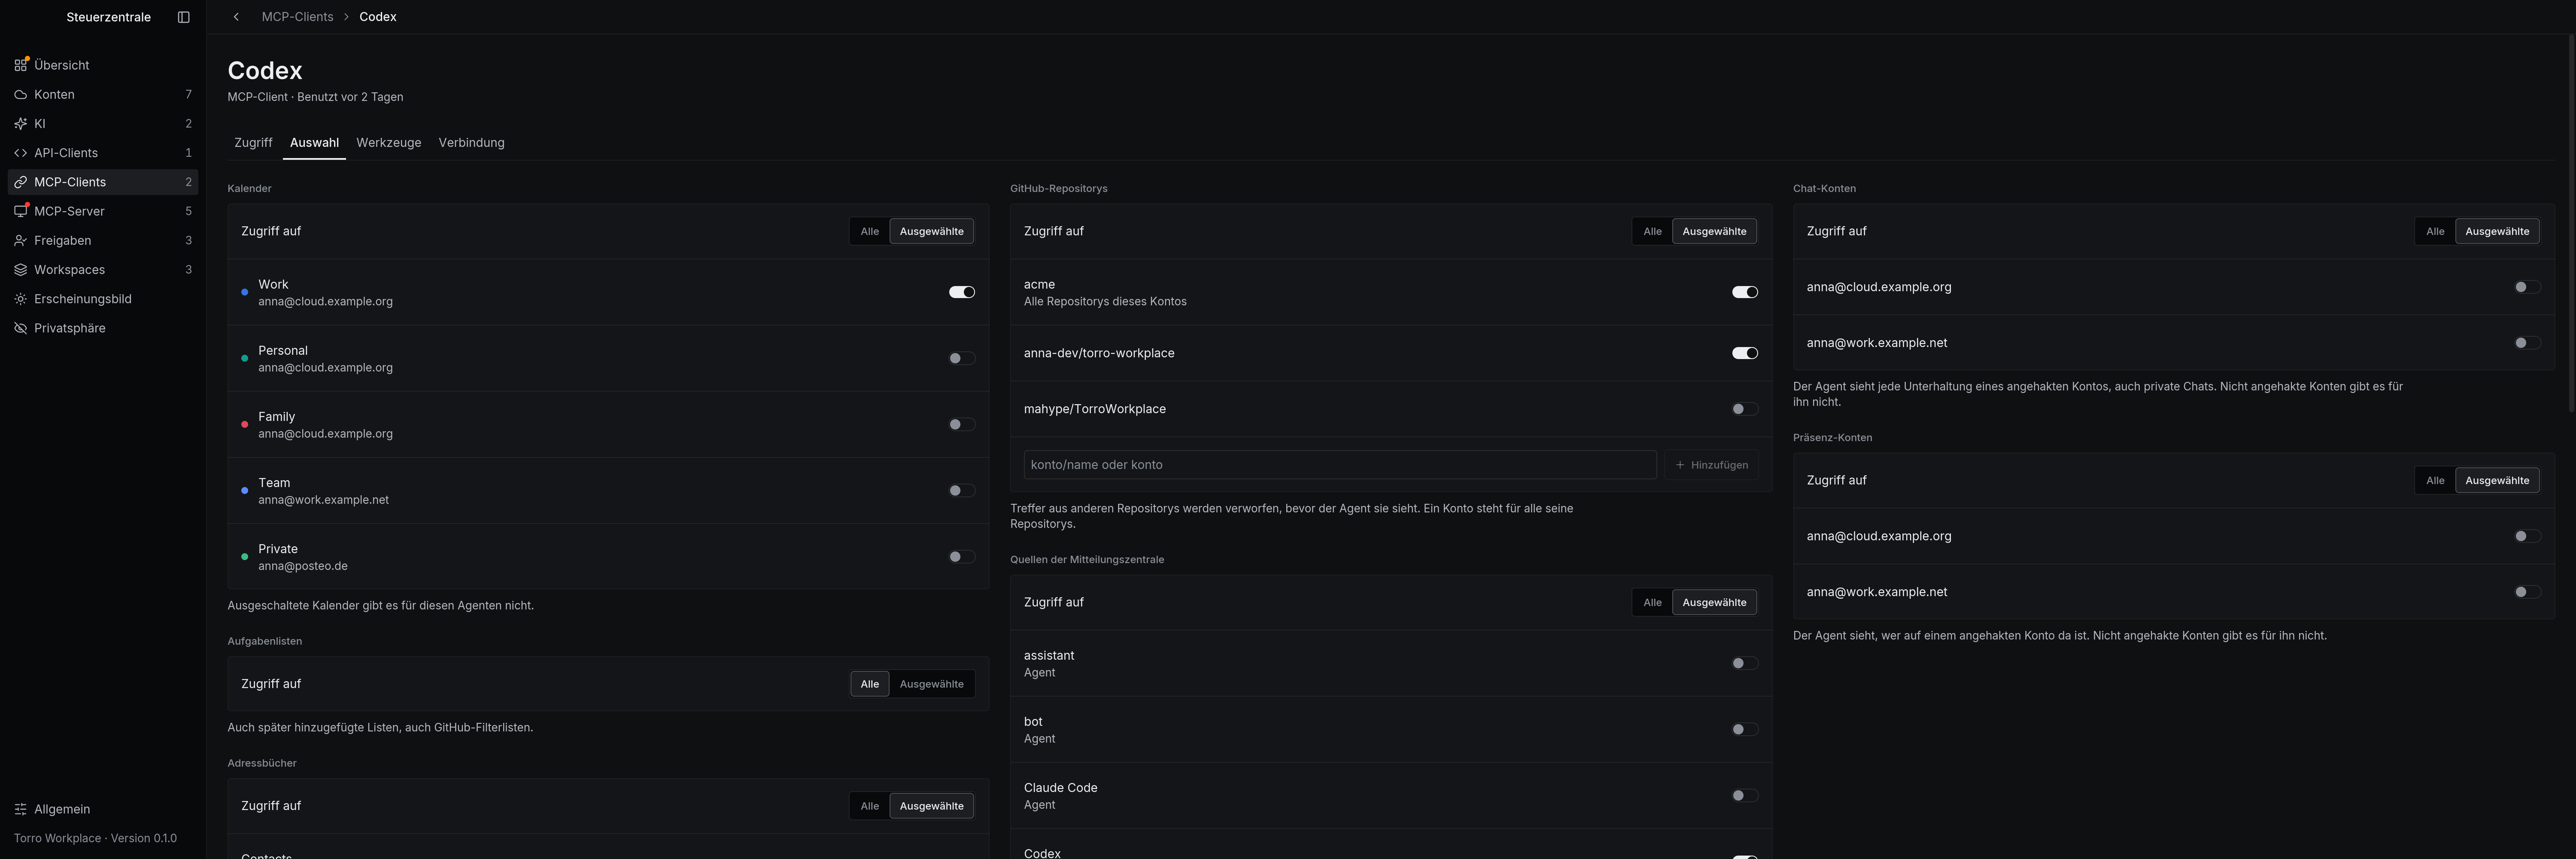 Steuerzentrale
Übersicht
Konten 7
KI 2
API-Clients 1
MCP-Clients 2
MCP-Server 5
Freigaben 3
Workspaces 3
Erscheinungsbild
Privatsphäre
Allgemein
Torro Workplace · Version 0.1.0
MCP-Clients Codex
Codex
MCP-Client · Benutzt vor 2 Tagen
Zugriff Auswahl Werkzeuge Verbindung
Kalender
Zugriff auf Alle Ausgewählte
Work
anna@cloud.example.org
Personal
anna@cloud.example.org
Family
anna@cloud.example.org
Team
anna@work.example.net
Private
anna@posteo.de
Ausgeschaltete Kalender gibt es für diesen Agenten nicht.
Aufgabenlisten
Zugriff auf Alle Ausgewählte
Auch später hinzugefügte Listen, auch GitHub-Filterlisten.
Adressbücher
Zugriff auf Alle Ausgewählte
Contacts
GitHub-Repositorys
Zugriff auf Alle Ausgewählte
acme
Alle Repositorys dieses Kontos
anna-dev/torro-workplace
mahype/TorroWorkplace
konto/name oder konto + Hinzufügen
Treffer aus anderen Repositorys werden verworfen, bevor der Agent sie sieht. Ein Konto steht für alle seine
Repositorys.
Quellen der Mitteilungszentrale
Zugriff auf Alle Ausgewählte
assistant
Agent
bot
Agent
Claude Code
Agent
Codex
Chat-Konten
Zugriff auf Alle Ausgewählte
anna@cloud.example.org
anna@work.example.net
Der Agent sieht jede Unterhaltung eines angehakten Kontos, auch private Chats. Nicht angehakte Konten gibt es für
ihn nicht.
Präsenz-Konten
Zugriff auf Alle Ausgewählte
anna@cloud.example.org
anna@work.example.net
Der Agent sieht, wer auf einem angehakten Konto da ist. Nicht angehakte Konten gibt es für ihn nicht.